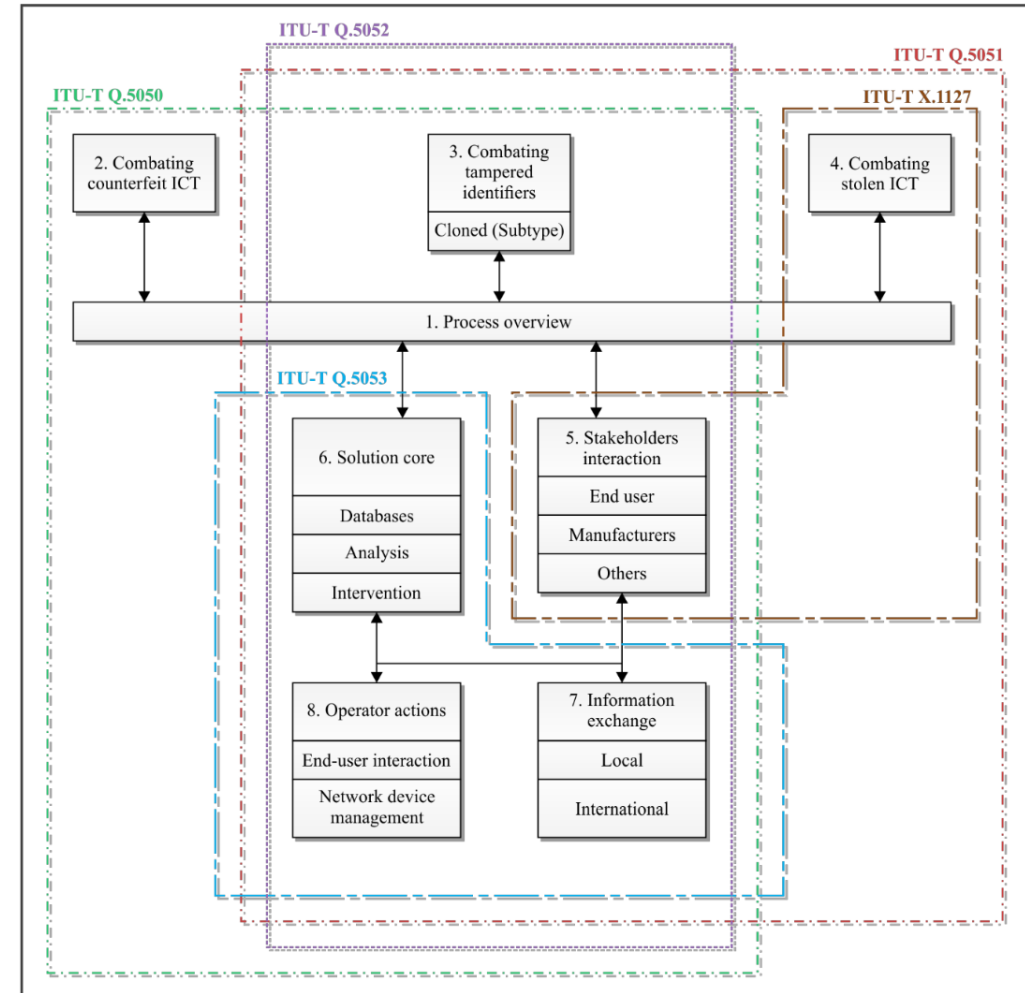 ITU-T Q.5052
ITU-T Q.5051
ITU-T Q.5050
ITU-T X.1127
2. Combating
counterfeit ICT
3. Combating
tampered
identifiers
Cloned (Subtype)
4. Combating
stolen ICT
1. Process overview
ITU-T Q.5053
6. Solution core
Databases
Analysis
Intervention
5. Stakeholders
interaction
End user
Manufacturers
Others
8. Operator actions
End-user interaction
Network device
management
7. Information
exchange
Local
International